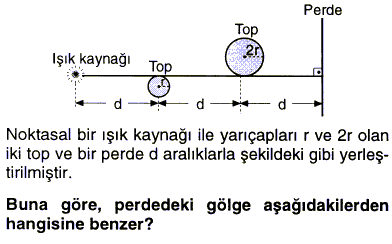 Perde
Top
2r
Işık kaynağı
Top
r
d d d
Noktasal bir ışık kaynağı ile yarıçapları r ve 2r olan
iki top ve bir perde d aralıklarla şekildeki gibi yerleş-
tirilmiştir.
Buna göre, perdedeki gölge aşağıdakilerden
hangisine benzer?